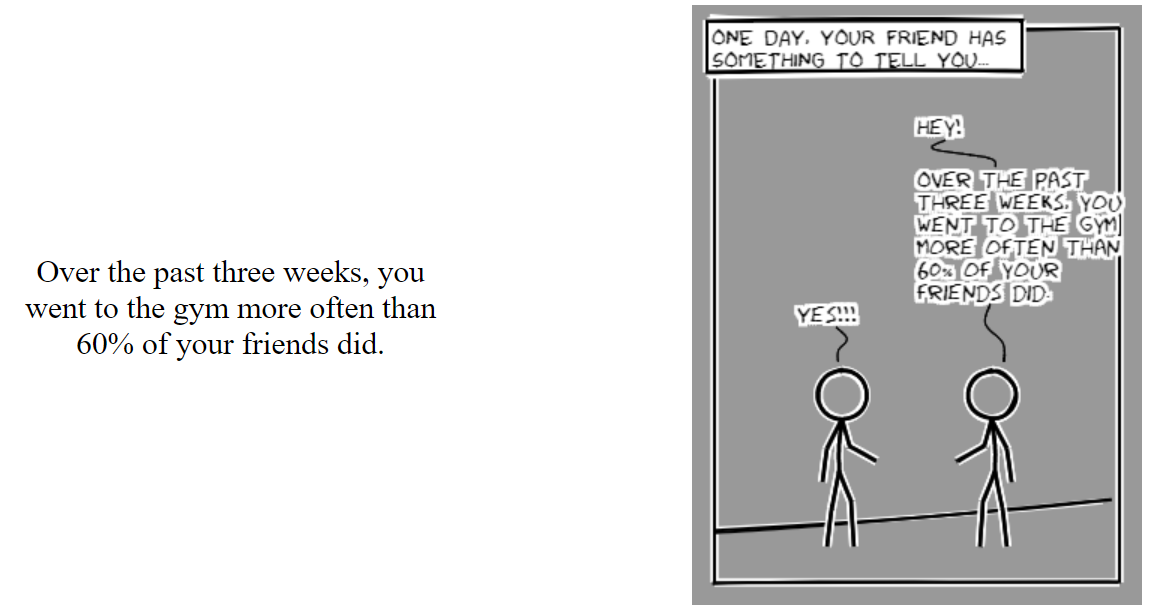 Over the past three weeks, you
went to the gym more often than
60% of your friends did.
ONE DAY, YOUR FRIEND HAS
SOMETHING TO TELL YOU...
HEY!
OVER THE PAST
THREE WEEKS, YOU
WENT TO THE GYM
MORE OFTEN THAN
60% OF YOUR
FRIENDS DID.
YES!!!